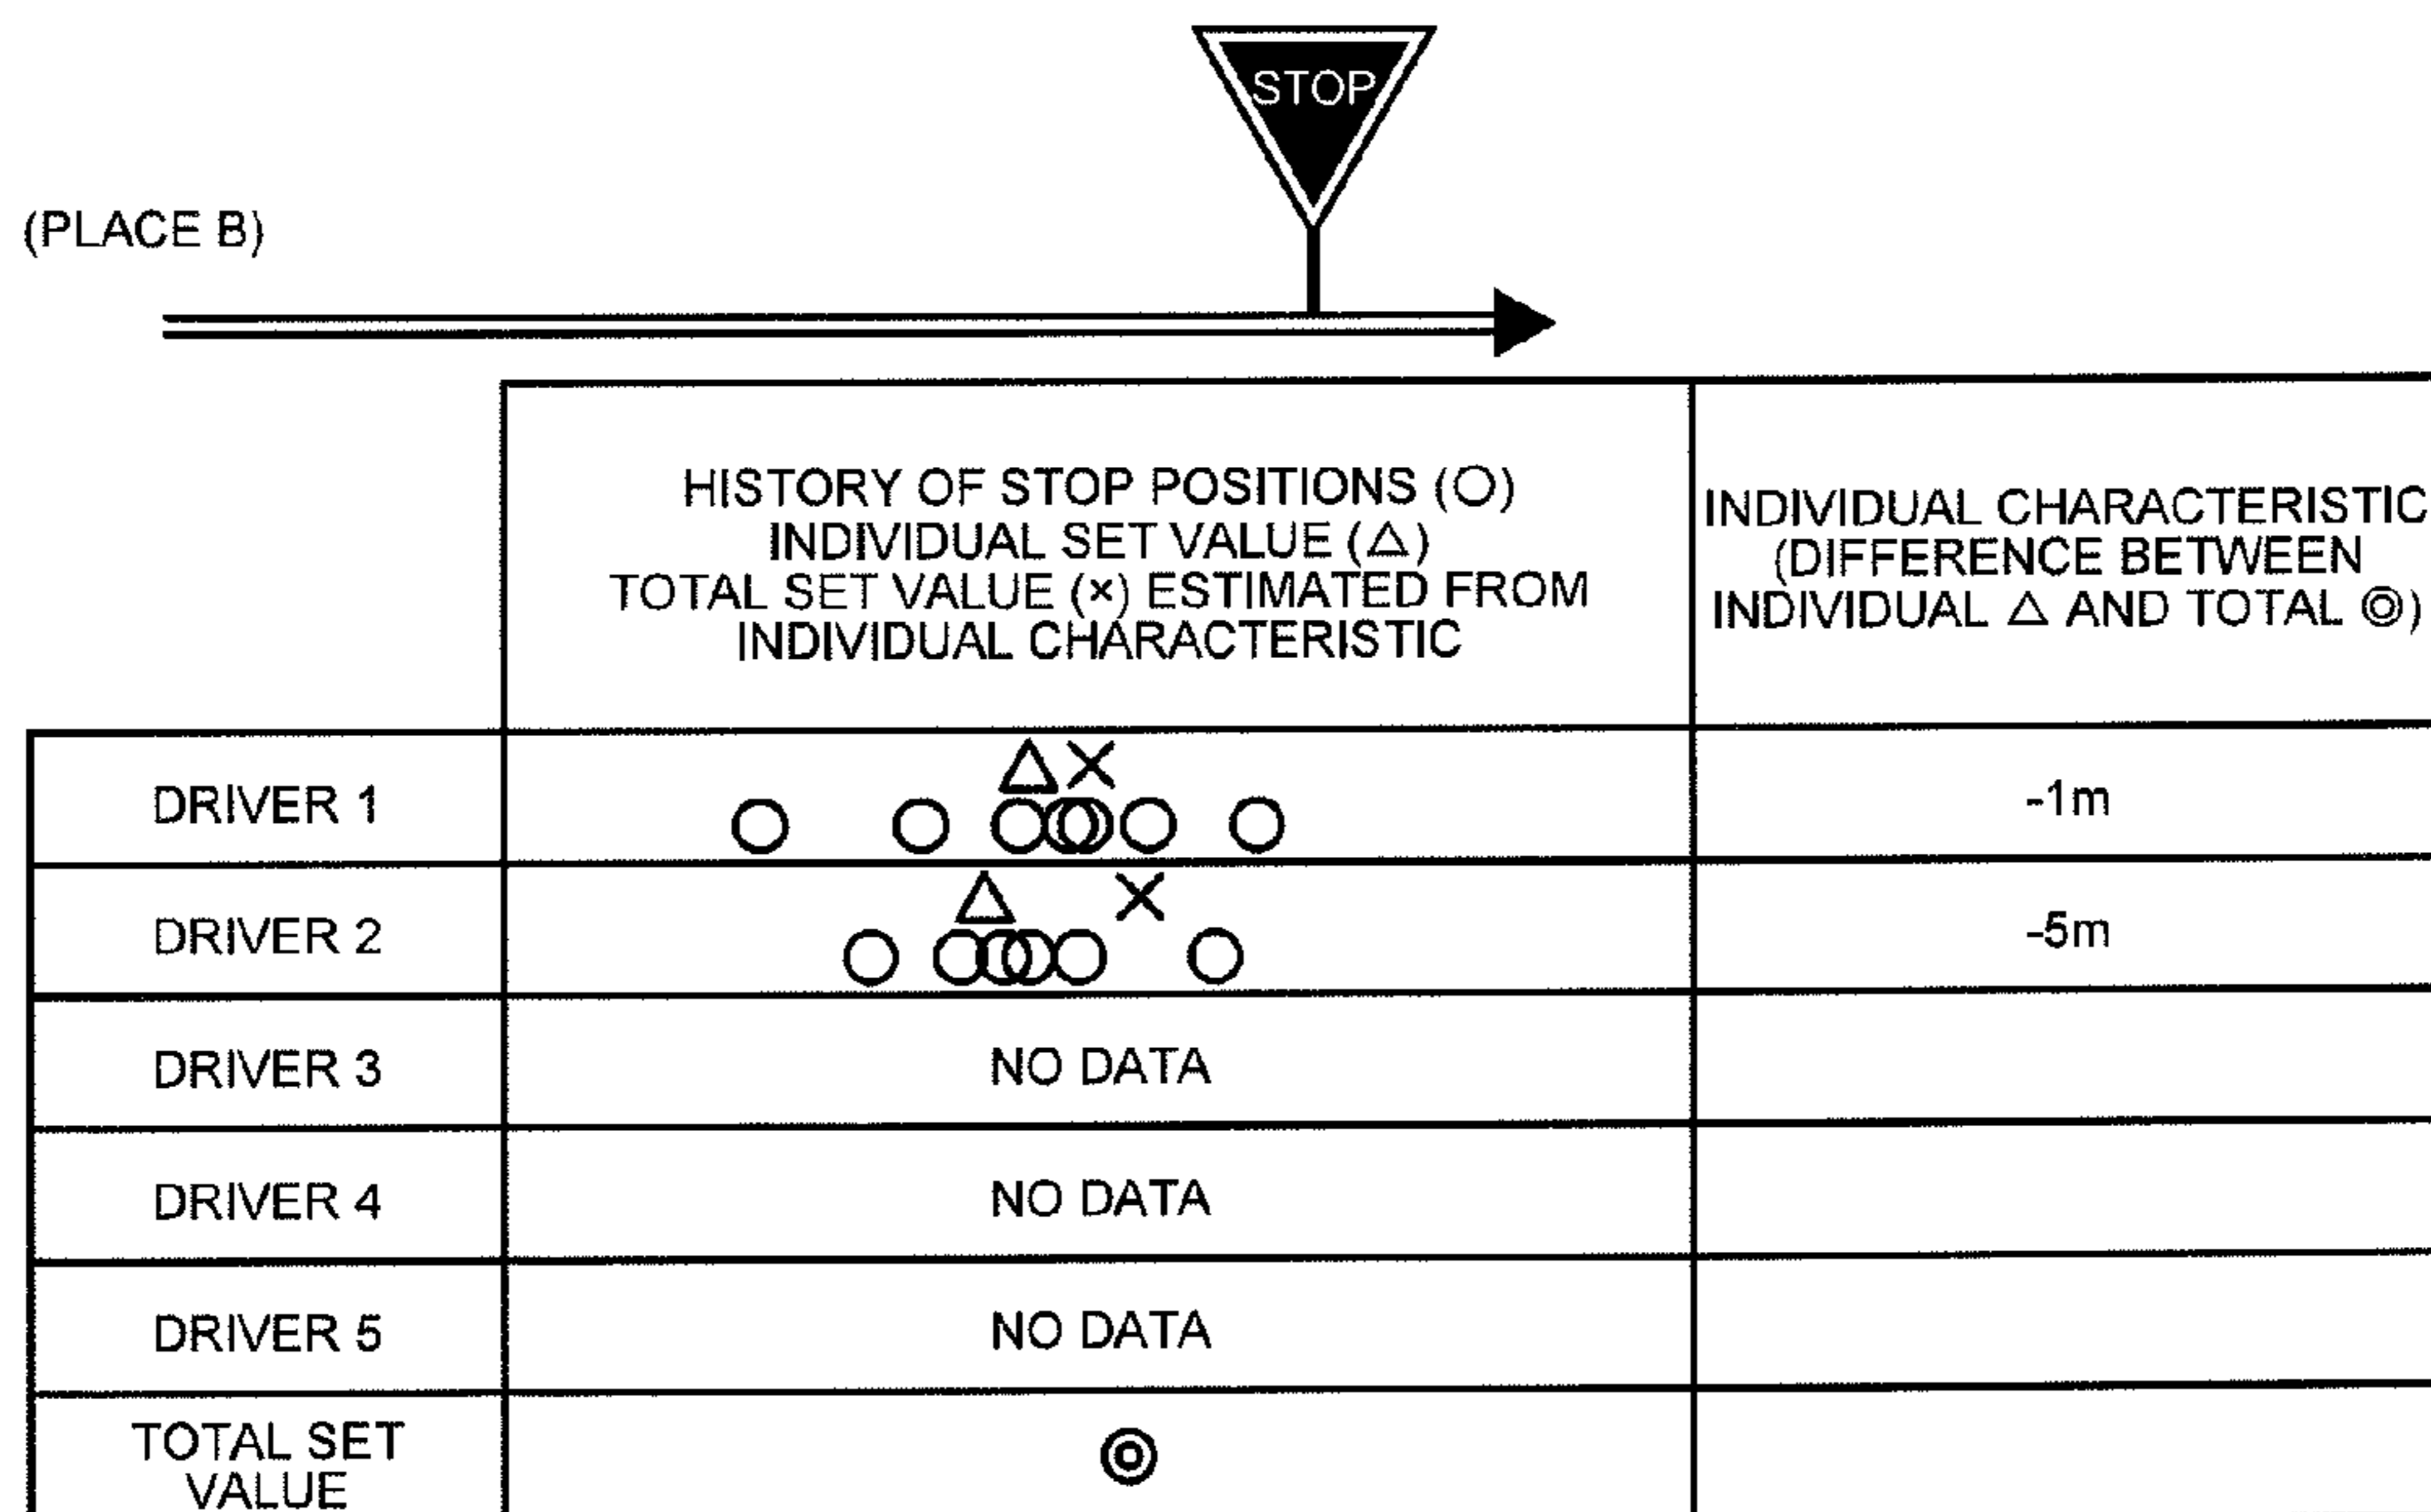 STOP
(PLACE B)
HISTORY OF STOP POSITIONS (○)
INDIVIDUAL SET VALUE (△)
TOTAL SET VALUE (×) ESTIMATED FROM
INDIVIDUAL CHARACTERISTIC
INDIVIDUAL CHARACTERISTIC
(DIFFERENCE BETWEEN
INDIVIDUAL △ AND TOTAL ◎)
DRIVER 1
-1m
DRIVER 2
-5m
DRIVER 3
NO DATA
DRIVER 4
NO DATA
DRIVER 5
NO DATA
TOTAL SET
VALUE